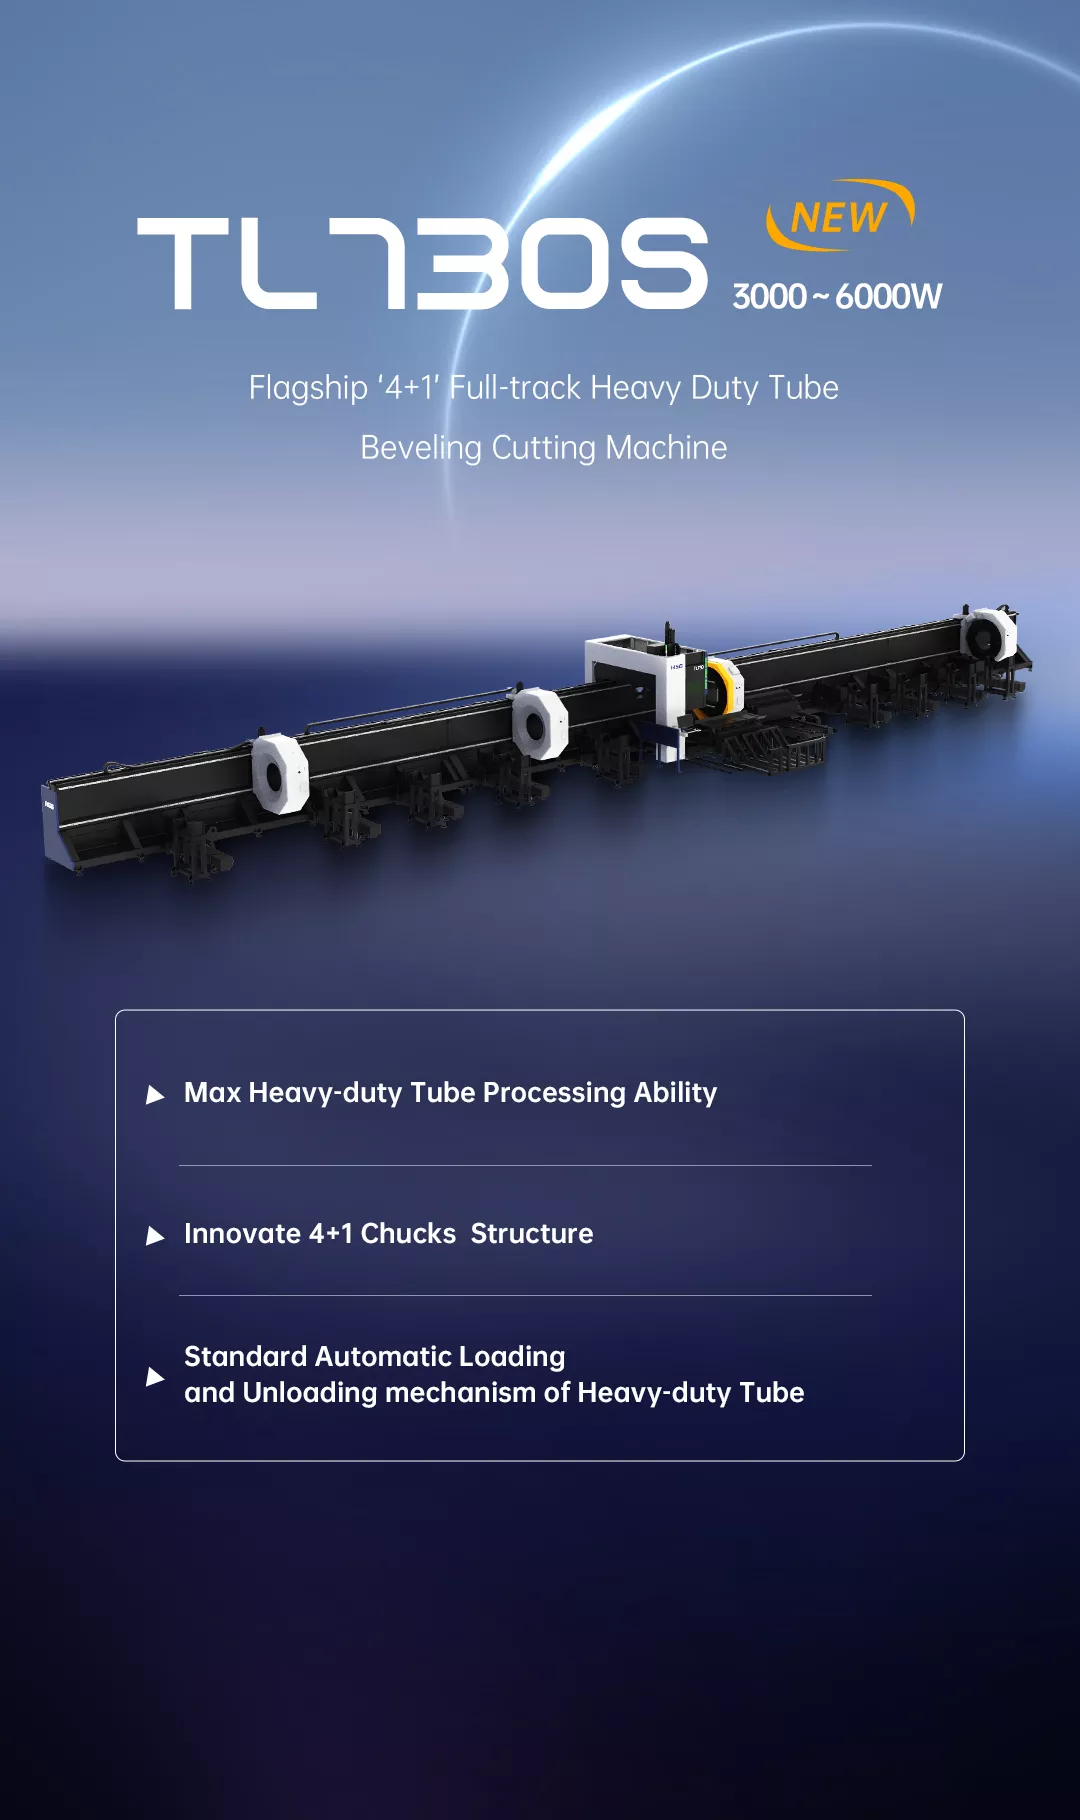 NEW
TL730S
3000~6000W
Flagship ‘4+1’ Full-track Heavy Duty Tube
Beveling Cutting Machine
HSG
Max Heavy-duty Tube Processing Ability
Innovate 4+1 Chucks  Structure
Standard Automatic Loading
and Unloading mechanism of Heavy-duty Tube